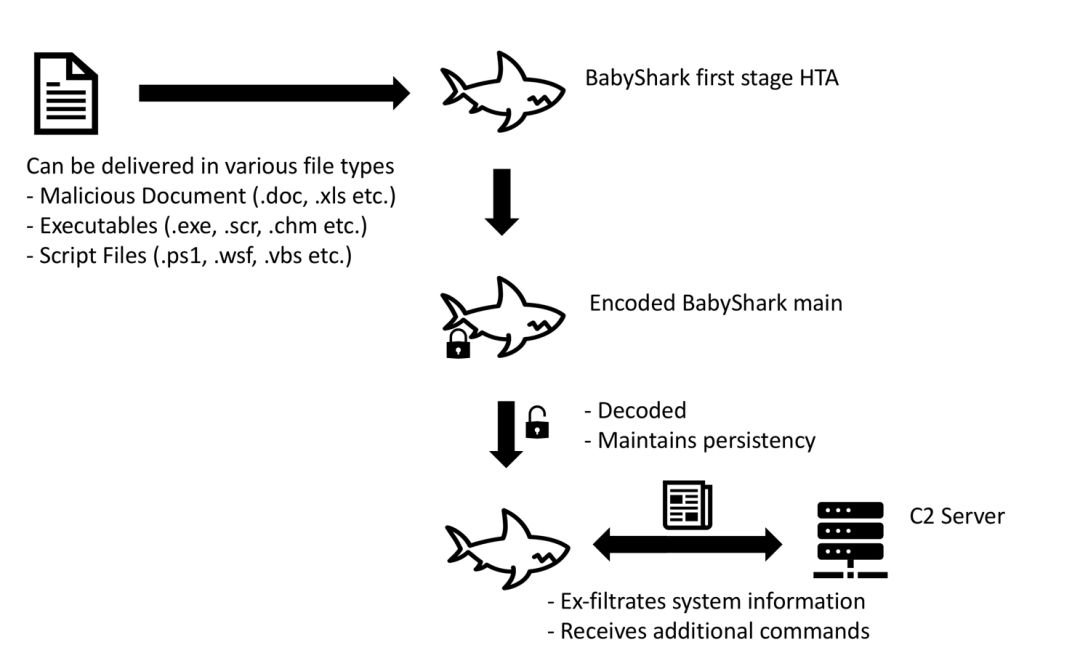 BabyShark first stage HTA
Can be delivered in various file types
- Malicious Document (.doc, .xls etc.)
- Executables (.exe, .scr, .chm etc.)
- Script Files (.ps1, .wsf, .vbs etc.)
Encoded BabyShark main
- Decoded
- Maintains persistency
C2 Server
- Ex-filtrates system information
- Receives additional commands